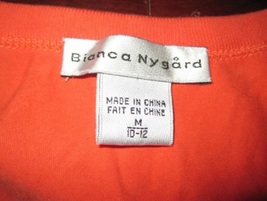 Bianca Nygård
MADE IN CHINA
FAIT EN CHINE
M
10-12